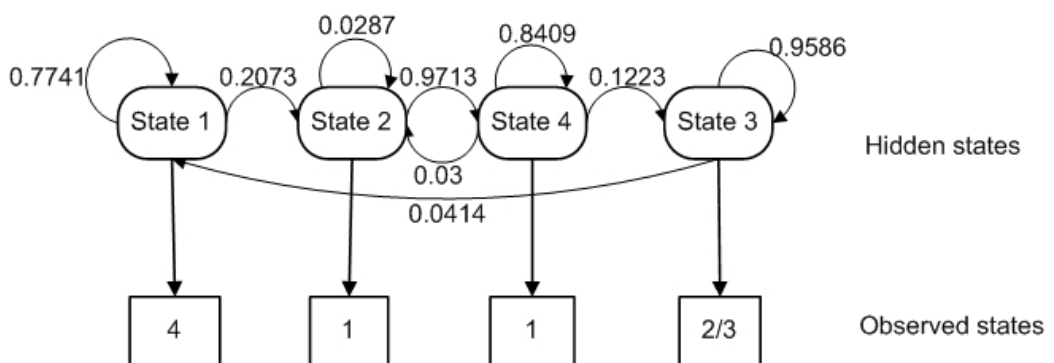 0.0287
0.8409
0.9586
0.7741
0.2073
0.9713
0.1223
State 1
State 2
State 4
State 3
Hidden states
0.03
0.0414
4
1
1
2/3
Observed states